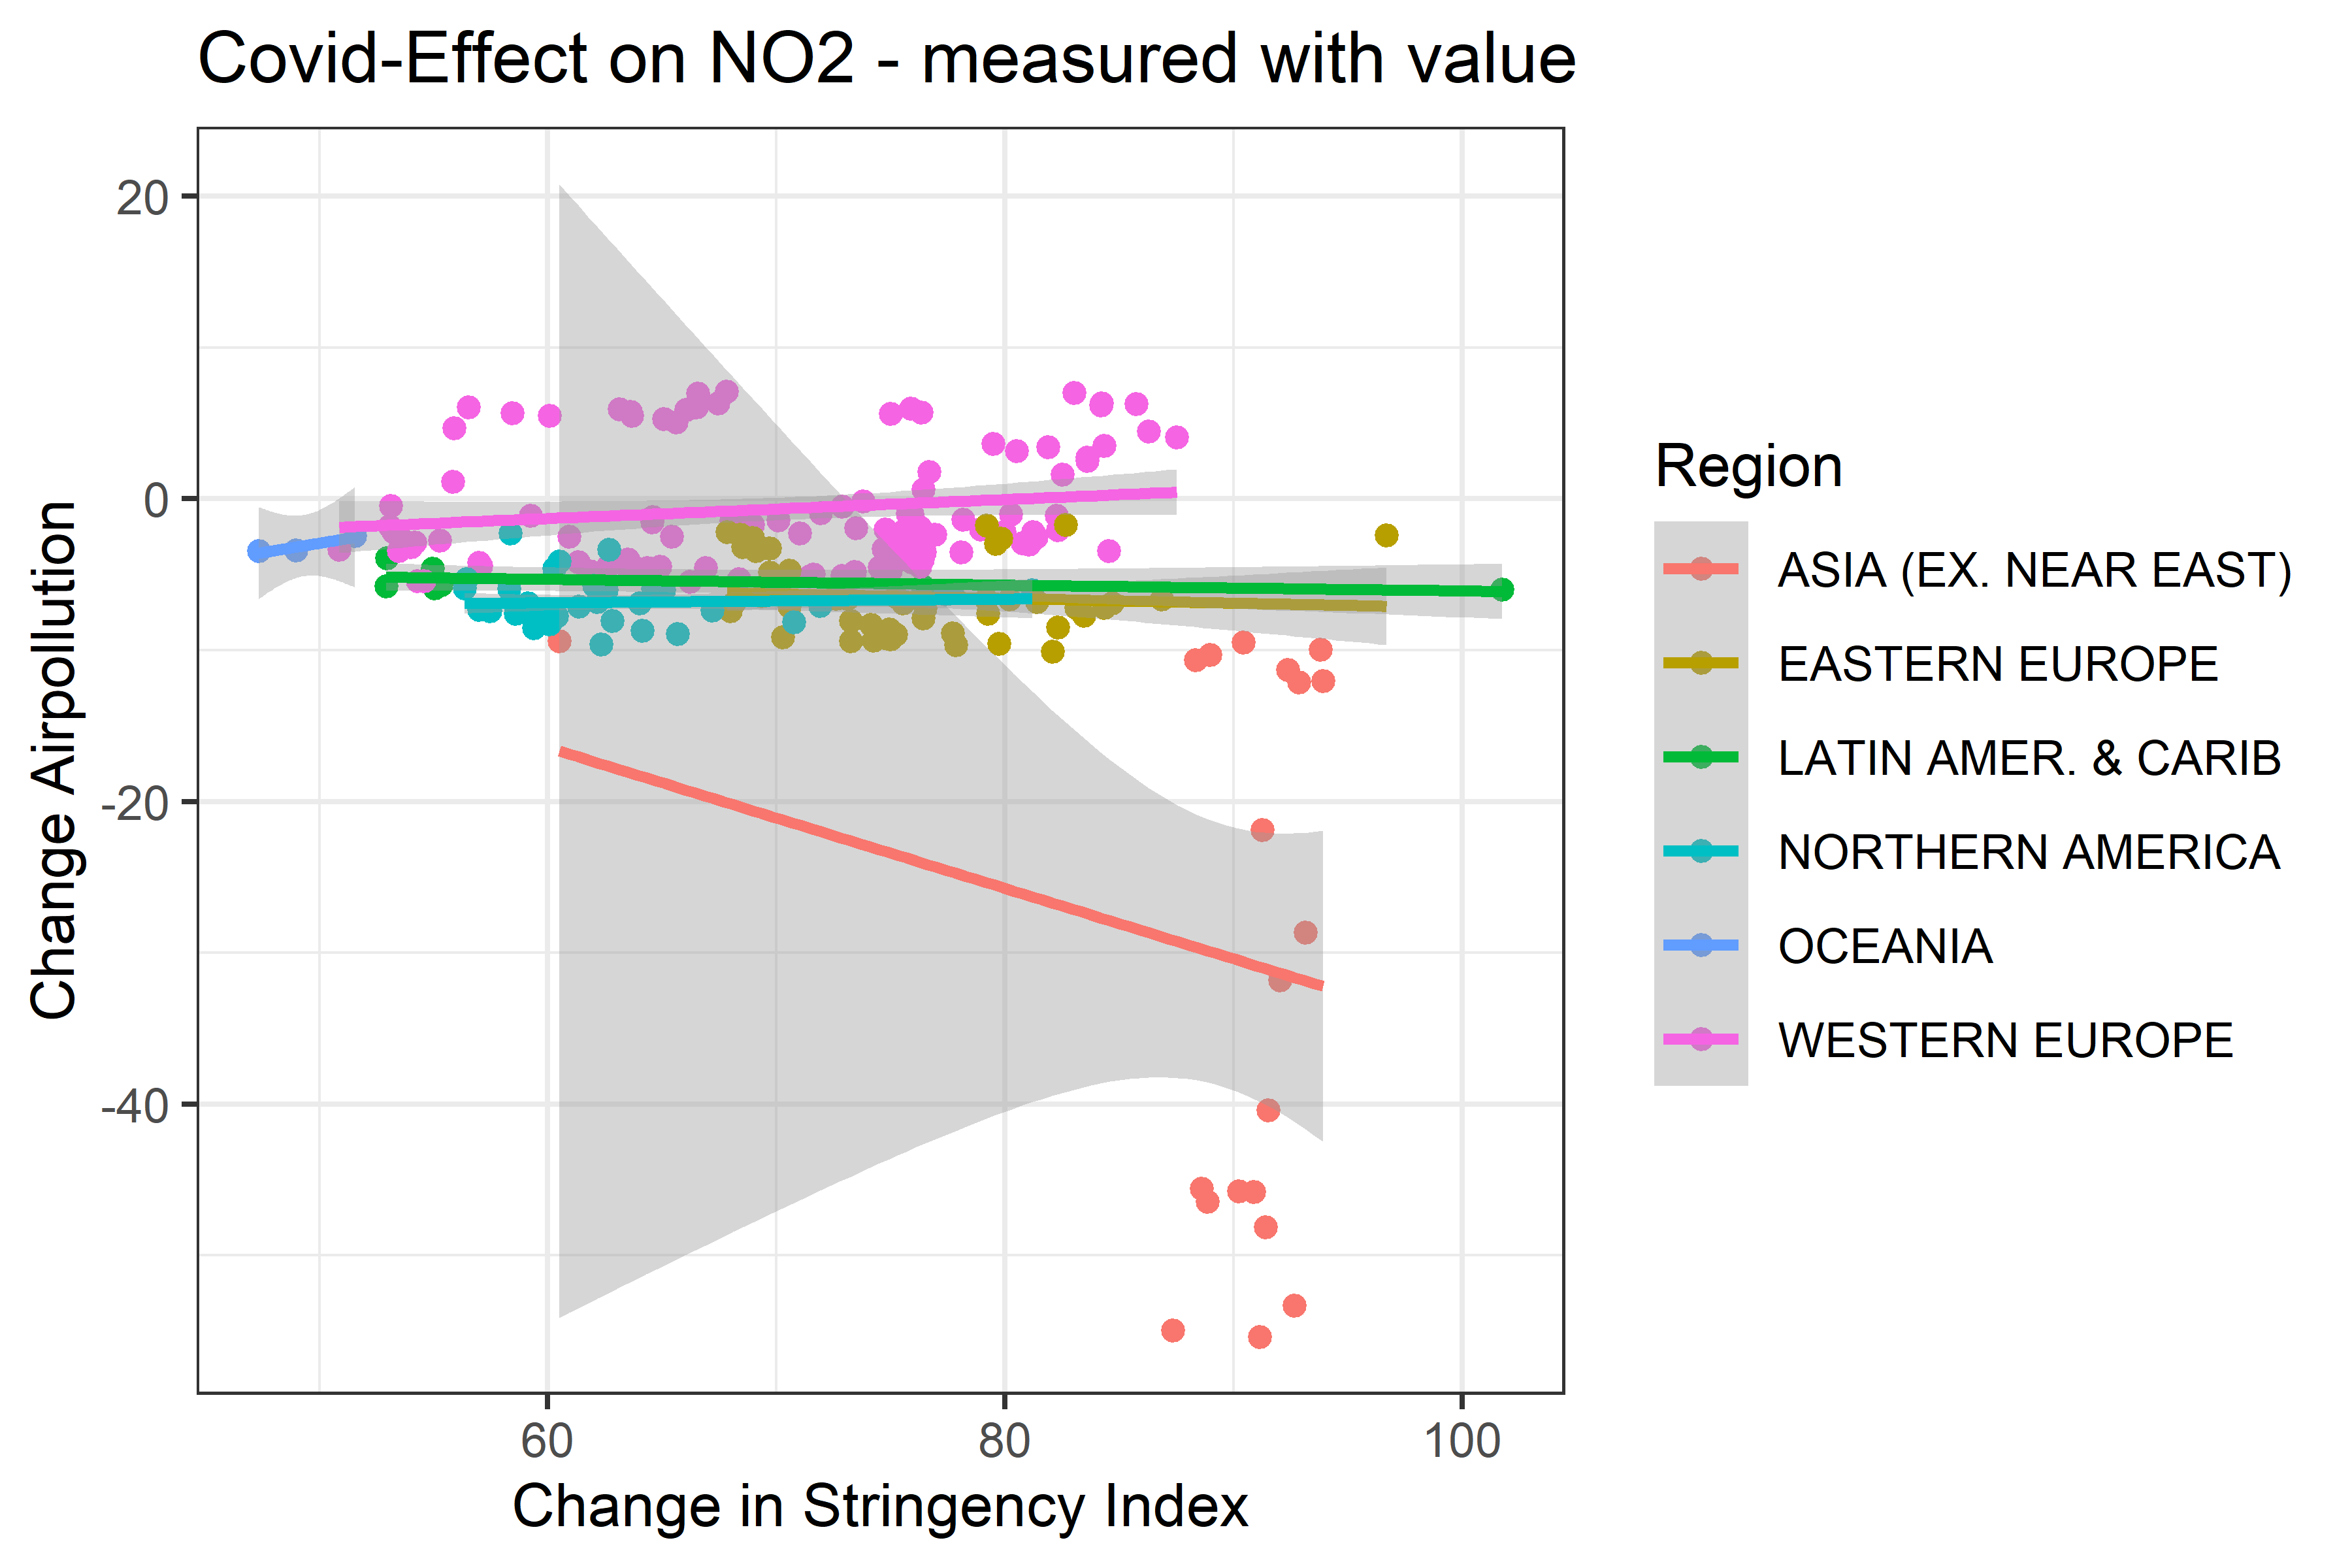 Covid-Effect on NO2 - measured with value
Change Airpollution
20
0
-20
-40
60
80
100
Change in Stringency Index
Region
ASIA (EX. NEAR EAST)
EASTERN EUROPE
LATIN AMER. & CARIB
NORTHERN AMERICA
OCEANIA
WESTERN EUROPE